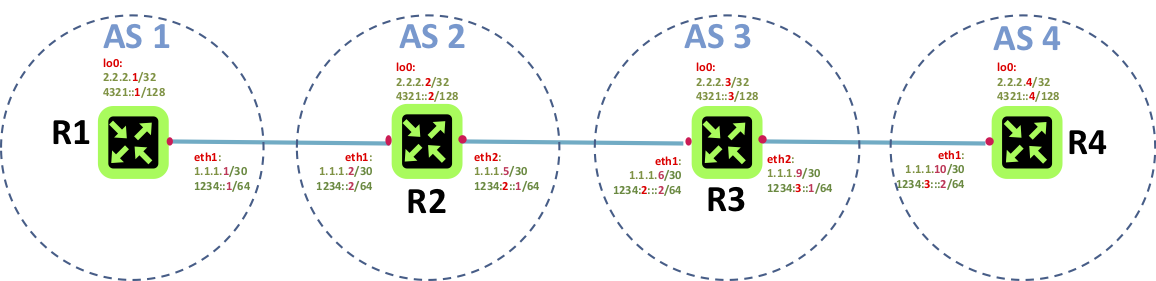 AS 1
lo0:
2.2.2.1/32
4321::1/128
R1
eth1:
1.1.1.1/30
1234::1/64
AS 2
lo0:
2.2.2.2/32
4321::2/128
eth1:
1.1.1.2/30
1234::2/64
R2
eth2:
1.1.1.5/30
1234:2::1/64
AS 3
lo0:
2.2.2.3/32
4321::3/128
eth1:
1.1.1.6/30
1234:2:::2/64
R3
eth2:
1.1.1.9/30
1234:3::1/64
AS 4
lo0:
2.2.2.4/32
4321::4/128
eth1:
1.1.1.10/30
1234:3:::2/64
R4